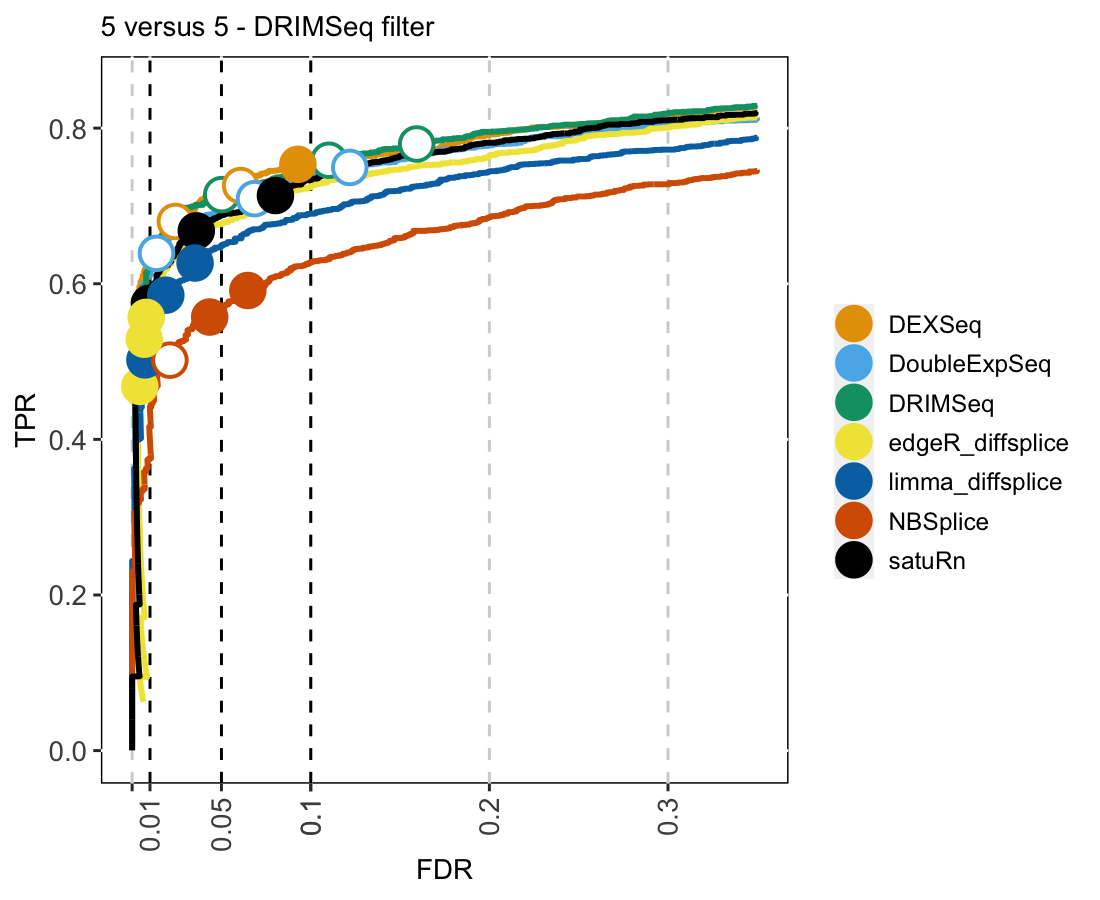 5 versus 5 - DRIMSeq filter
TPR
0.8
0.6
0.4
0.2
0.0
0.01
0.05
0.1
0.2
0.3
FDR
DEXSeq
DoubleExpSeq
DRIMSeq
edgeR_diffsplice
limma_diffsplice
NBSplice
satuRn